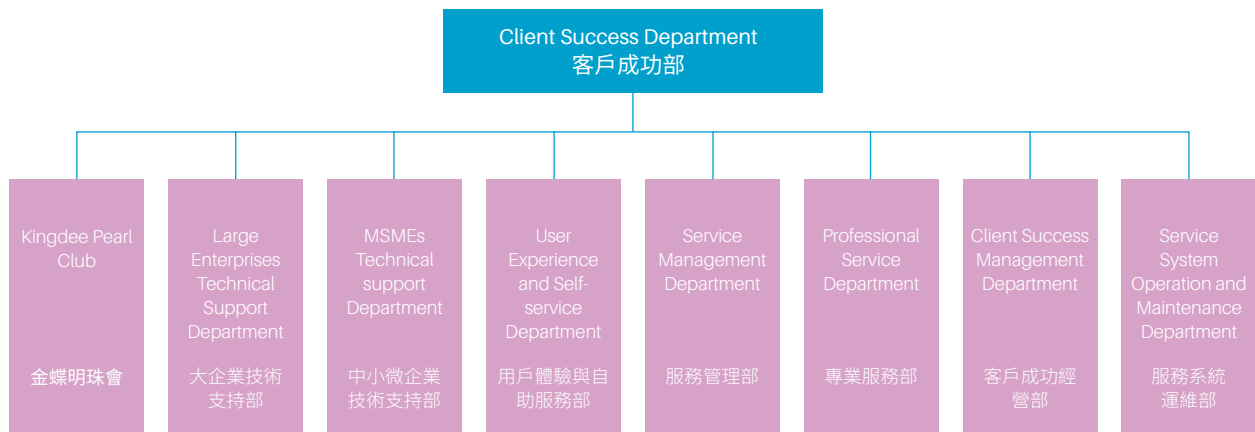 Client Success Department
客戶成功部
Kingdee Pearl
Club
金蝶明珠會
Large
Enterprises
Technical
Support
Department
大企業技術
支持部
MSMEs
Technical
support
Department
中小微企業
技術支持部
User
Experience
and Self-
service
Department
用戶體驗與自
助服務部
Service
Management
Department
服務管理部
Professional
Service
Department
專業服務部
Client Success
Management
Department
客戶成功經
營部
Service
System
Operation and
Maintenance
Department
服務系統
運維部